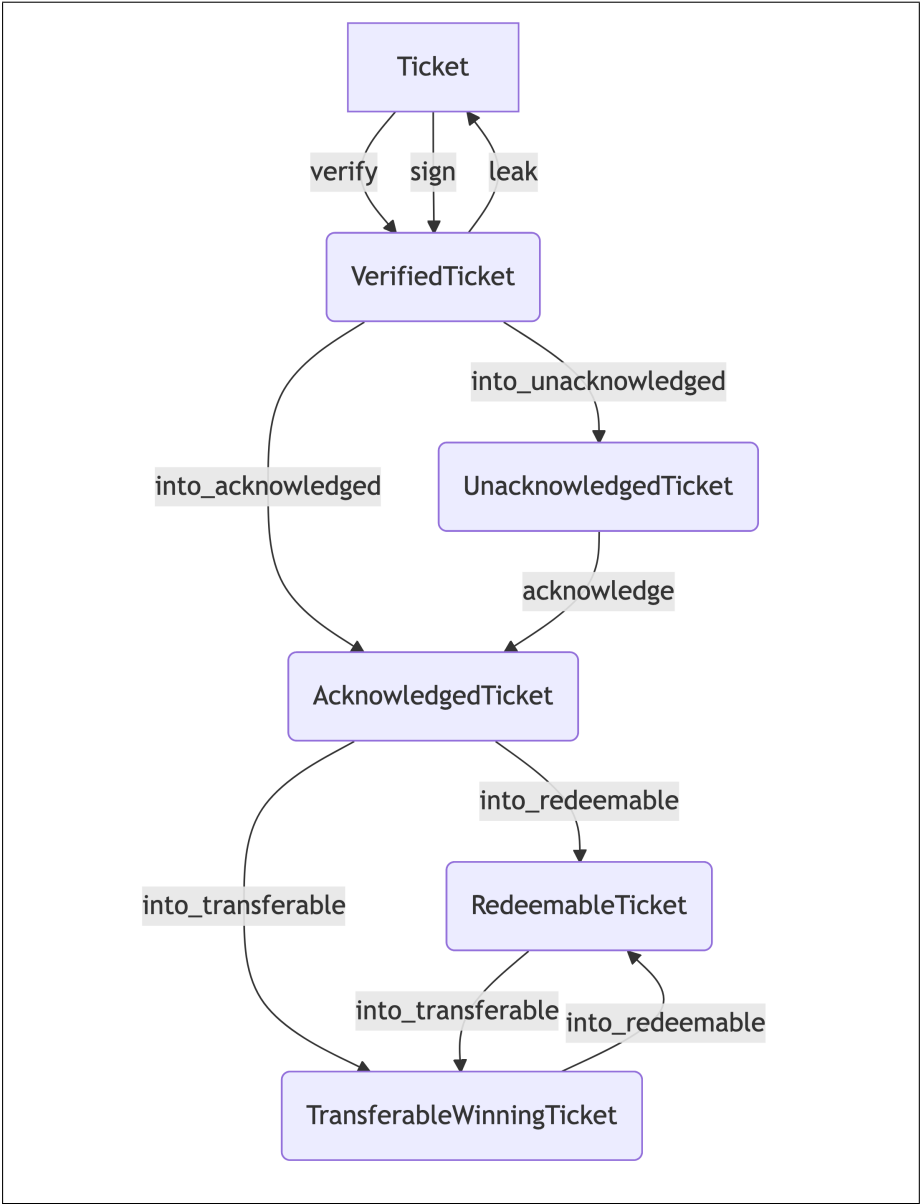 Ticket
verify
sign
leak
VerifiedTicket
into_unacknowledged
into_acknowledged
UnacknowledgedTicket
acknowledge
AcknowledgedTicket
into_redeemable
into_transferable
RedeemableTicket
into_transferable
into_redeemable
TransferableWinningTicket